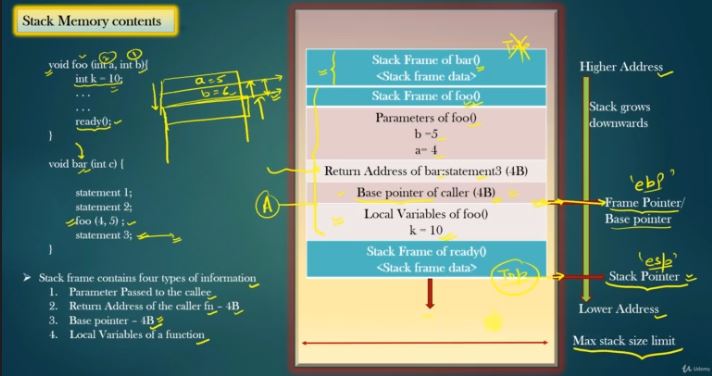 Stack Memory contents
② ①
void foo (int a, int b){
int k = 10;
. . .
. . .
ready();
}
void bar (int c) {
statement 1;
statement 2;
foo (4, 5) ;
statement 3;
}
➢ Stack frame contains four types of information
1. Parameter Passed to the callee
2. Return Address of the caller fn – 4B
3. Base pointer – 4B
4. Local Variables of a function
a=5
b=6
Top
Stack Frame of bar()
<Stack frame data>
Stack Frame of foo()
Parameters of foo()
b =5
a= 4
Return Address of bar:statement3 (4B)
A
Base pointer of caller (4B)
Local Variables of foo()
k = 10
Stack Frame of ready()
<Stack frame data>
Top
Higher Address
Stack grows
downwards
'ebp'
Frame Pointer/
Base pointer
'esp'
Stack Pointer
Lower Address
Max stack size limit
Udemy